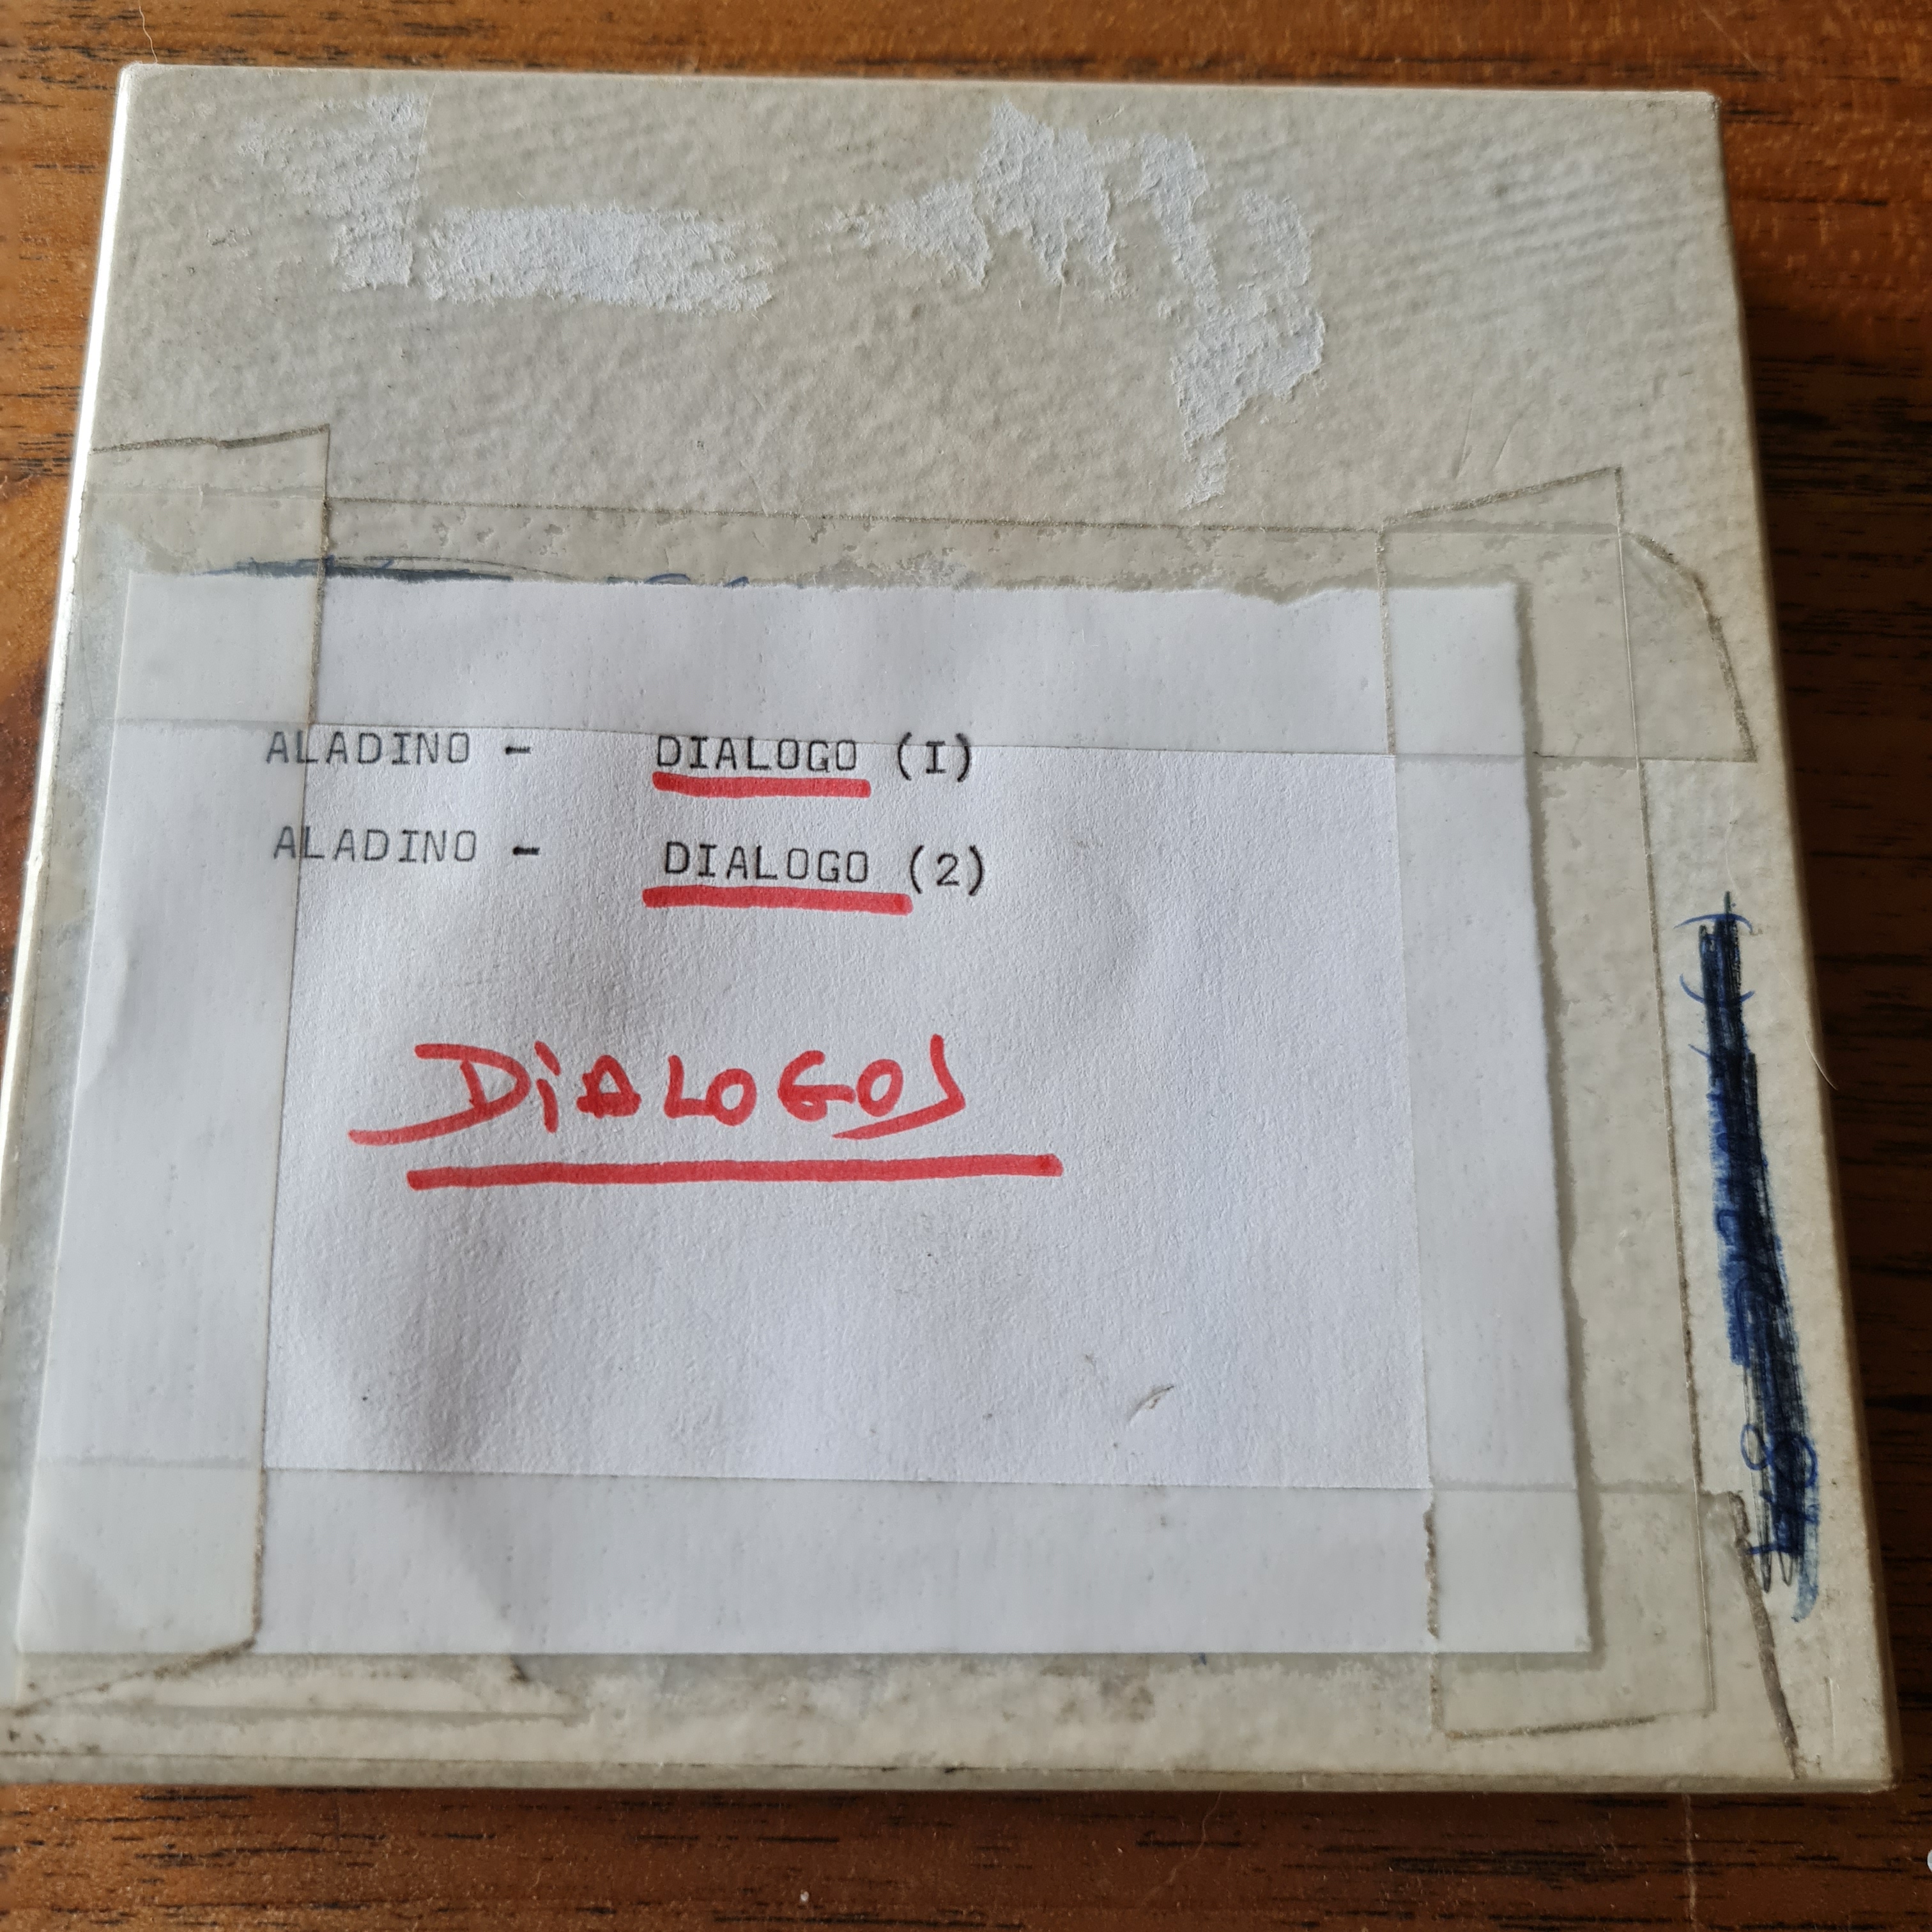 ALADINO - DIALOGO (I)
ALADINO - DIALOGO (2)
DiALOGOS